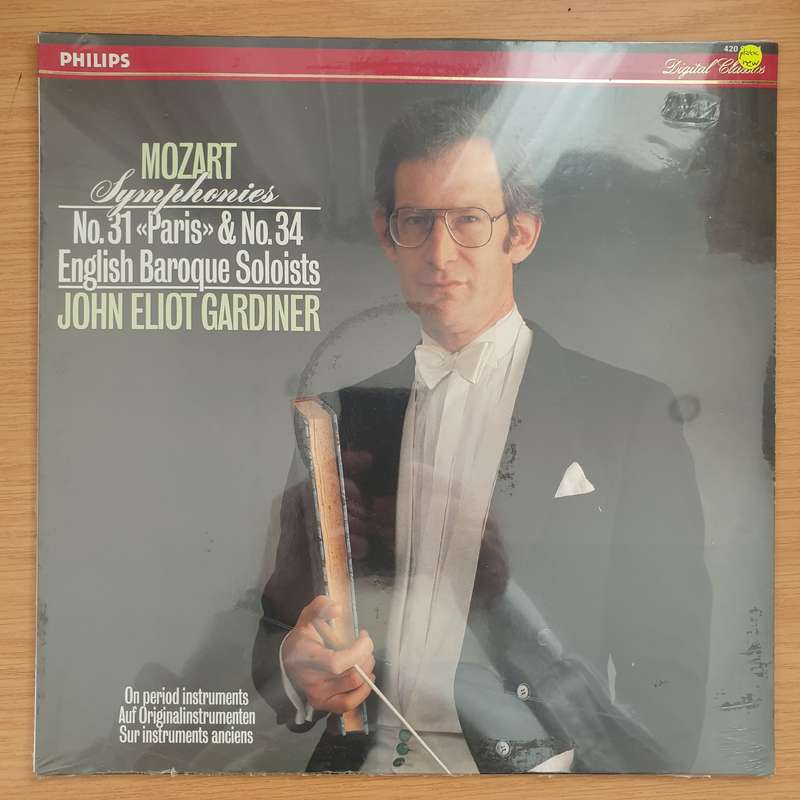 PHILIPS
420
new
Digital Classics
MOZART
Symphonies
No. 31 «Paris» & No. 34
English Baroque Soloists
JOHN ELIOT GARDINER
On period instruments
Auf Originalinstrumenten
Sur instruments anciens